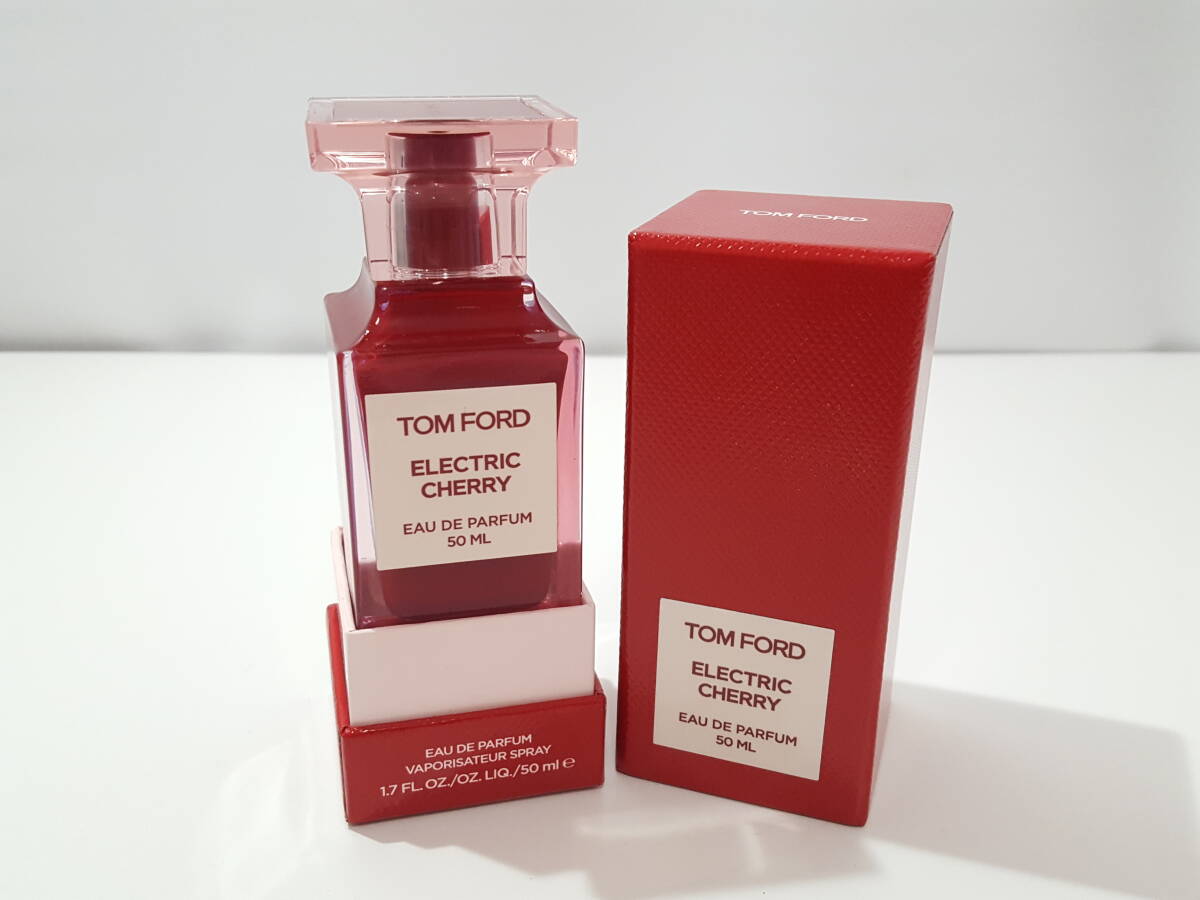 TOM FORD
ELECTRIC
CHERRY
EAU DE PARFUM
50 ML
EAU DE PARFUM
VAPORISATEUR SPRAY
1.7 FL. OZ./OZ. LIQ./50 ml e
TOM FORD
TOM FORD
ELECTRIC
CHERRY
EAU DE PARFUM
50 ML